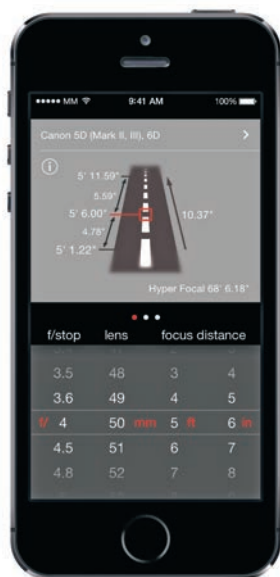 MM 9:41 AM 100%
Canon 5D (Mark II, III), 6D
5' 11.59"
5.59"
5' 6.00" 10.37"
4.78"
5' 1.22"
Hyper Focal 68' 6.18"
f/stop lens focus distance
3.5 48 3 4
3.6 49 4 5
f/ 4 50 mm 5 ft 6 in
4.5 51 6 7
4.8 52 7 8